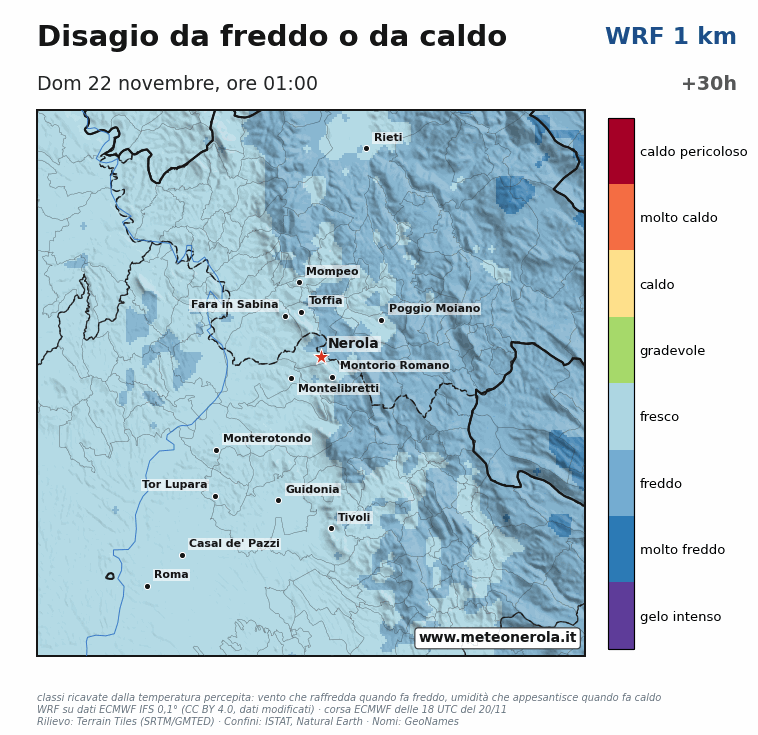 Disagio da freddo o da caldo
WRF 1 km
Dom 22 novembre, ore 01:00
+30h
Rieti
Mompeo
Toffia
Fara in Sabina
Poggio Moiano
Nerola
Montorio Romano
Montelibretti
Monterotondo
Tor Lupara
Guidonia
Tivoli
Casal de' Pazzi
Roma
www.meteonerola.it
caldo pericoloso
molto caldo
caldo
gradevole
fresco
freddo
molto freddo
gelo intenso
classi ricavate dalla temperatura percepita: vento che raffredda quando fa freddo, umidità che appesantisce quando fa caldo
WRF su dati ECMWF IFS 0,1° (CC BY 4.0, dati modificati) · corsa ECMWF delle 18 UTC del 20/11
Rilievo: Terrain Tiles (SRTM/GMTED) · Confini: ISTAT, Natural Earth · Nomi: GeoNames